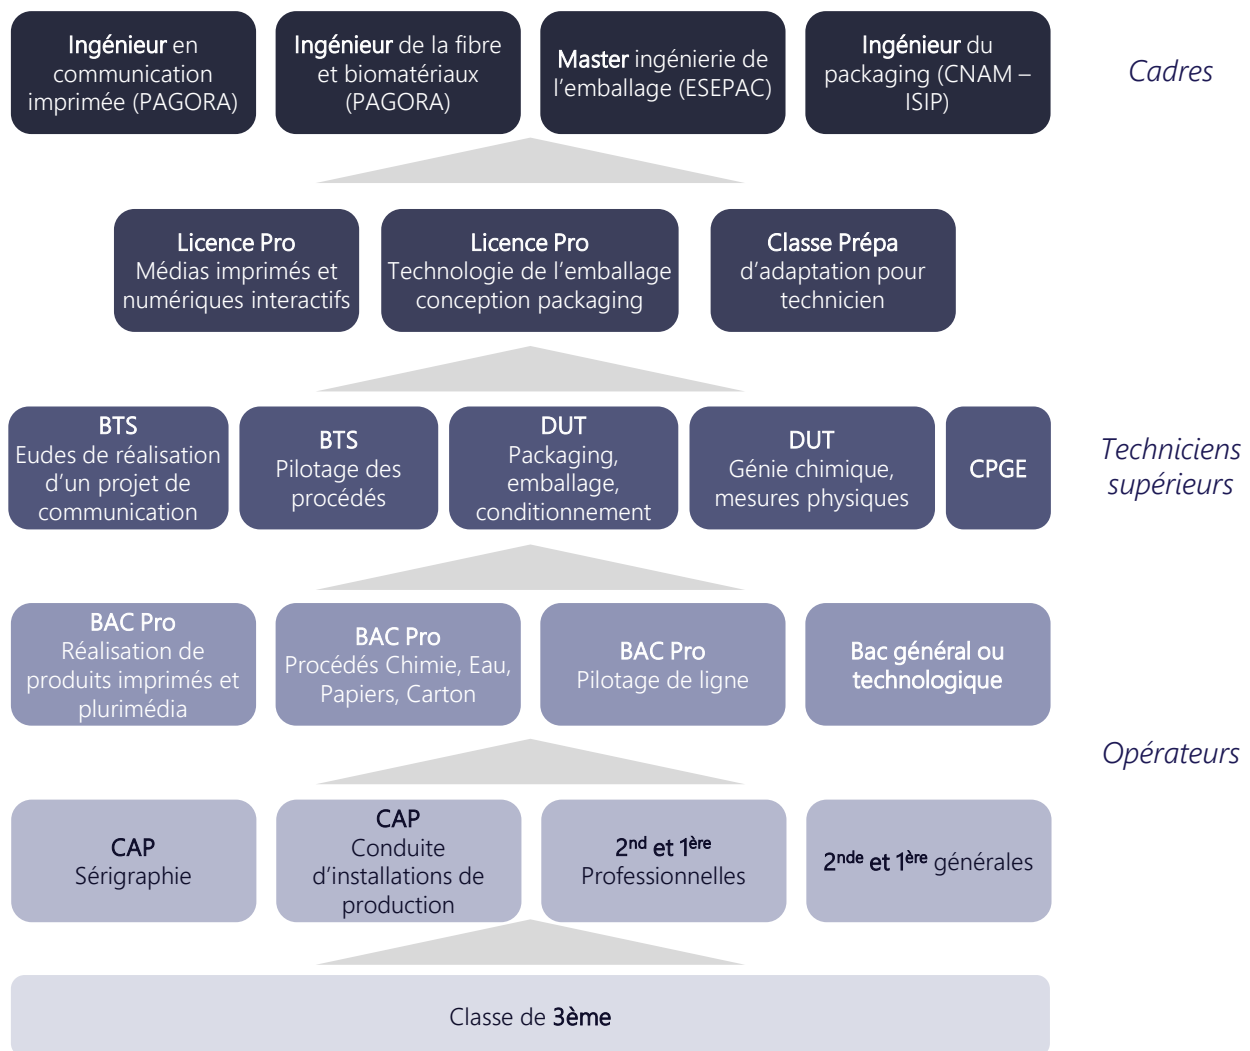 Ingénieur en
communication
imprimée (PAGORA)
Ingénieur de la fibre
et biomatériaux
(PAGORA)
Master ingénierie de
l’emballage (ESEPAC)
Ingénieur du
packaging (CNAM –
ISIP)
Cadres
Licence Pro
Médias imprimés et
numériques interactifs
Licence Pro
Technologie de l’emballage
conception packaging
Classe Prépa
d’adaptation pour
technicien
BTS
Eudes de réalisation
d’un projet de
communication
BTS
Pilotage des
procédés
DUT
Packaging,
emballage,
conditionnement
DUT
Génie chimique,
mesures physiques
CPGE
Techniciens
supérieurs
BAC Pro
Réalisation de
produits imprimés et
plurimédia
BAC Pro
Procédés Chimie, Eau,
Papiers, Carton
BAC Pro
Pilotage de ligne
Bac général ou
technologique
Opérateurs
CAP
Sérigraphie
CAP
Conduite
d’installations de
production
2nd et 1ère
Professionnelles
2nde et 1ère générales
Classe de 3ème